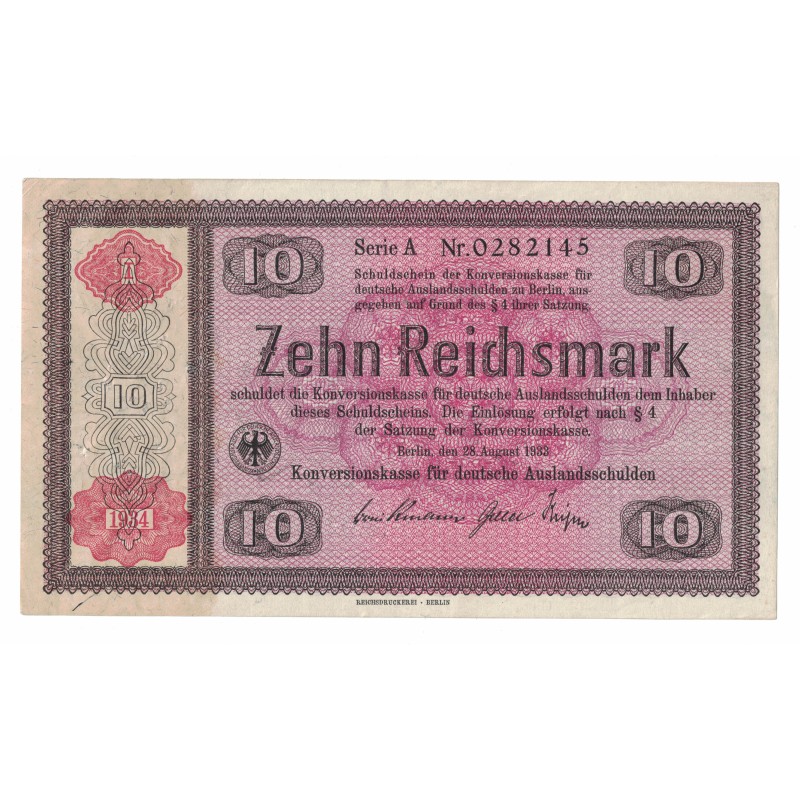 10
Serie A Nr.0282145
10
Schuldschein der Konversionskasse für
deutsche Auslandsschulden zu Berlin, aus-
gegeben auf Grund des § 4 ihrer Satzung.
Zehn Reichsmark
schuldet die Konversionskasse für deutsche Auslandsschulden dem Inhaber
dieses Schuldscheins. Die Einlösung erfolgt nach § 4
der Satzung der Konversionskasse.
Berlin, den 28. August 1933
Konversionskasse für deutsche Auslandsschulden
10
10
A
10
1934
REICHSDRUCKEREI · BERLIN